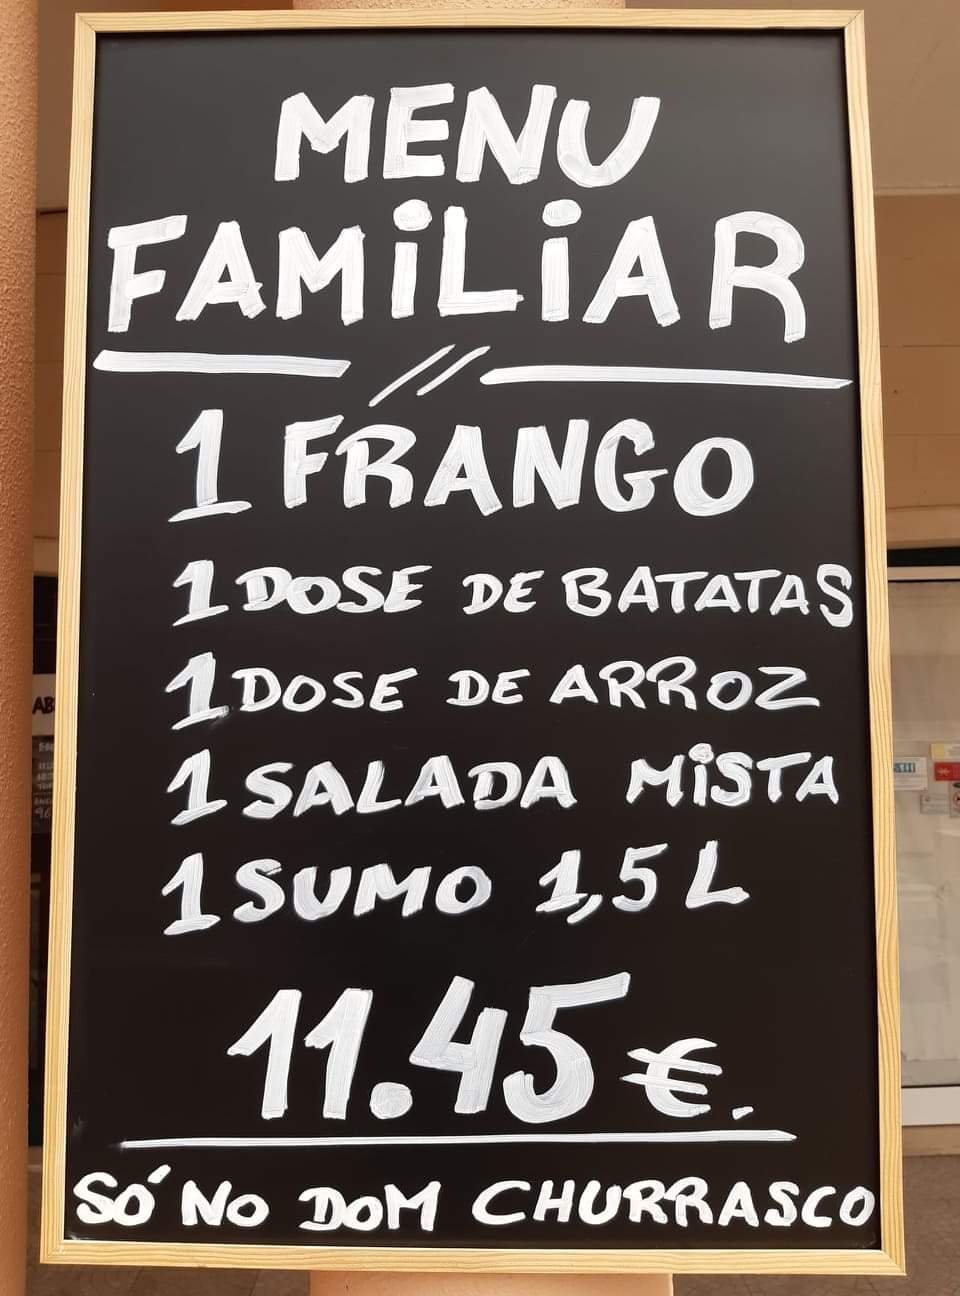 MENU
FAMiLiAR
1 FRANGO
1 DOSE DE BATATAS
1 DOSE DE ARROZ
1 SALADA MiSTA
1 SUMO 1,5 L
11.45 €.
SÓ NO DOM CHURRASCO